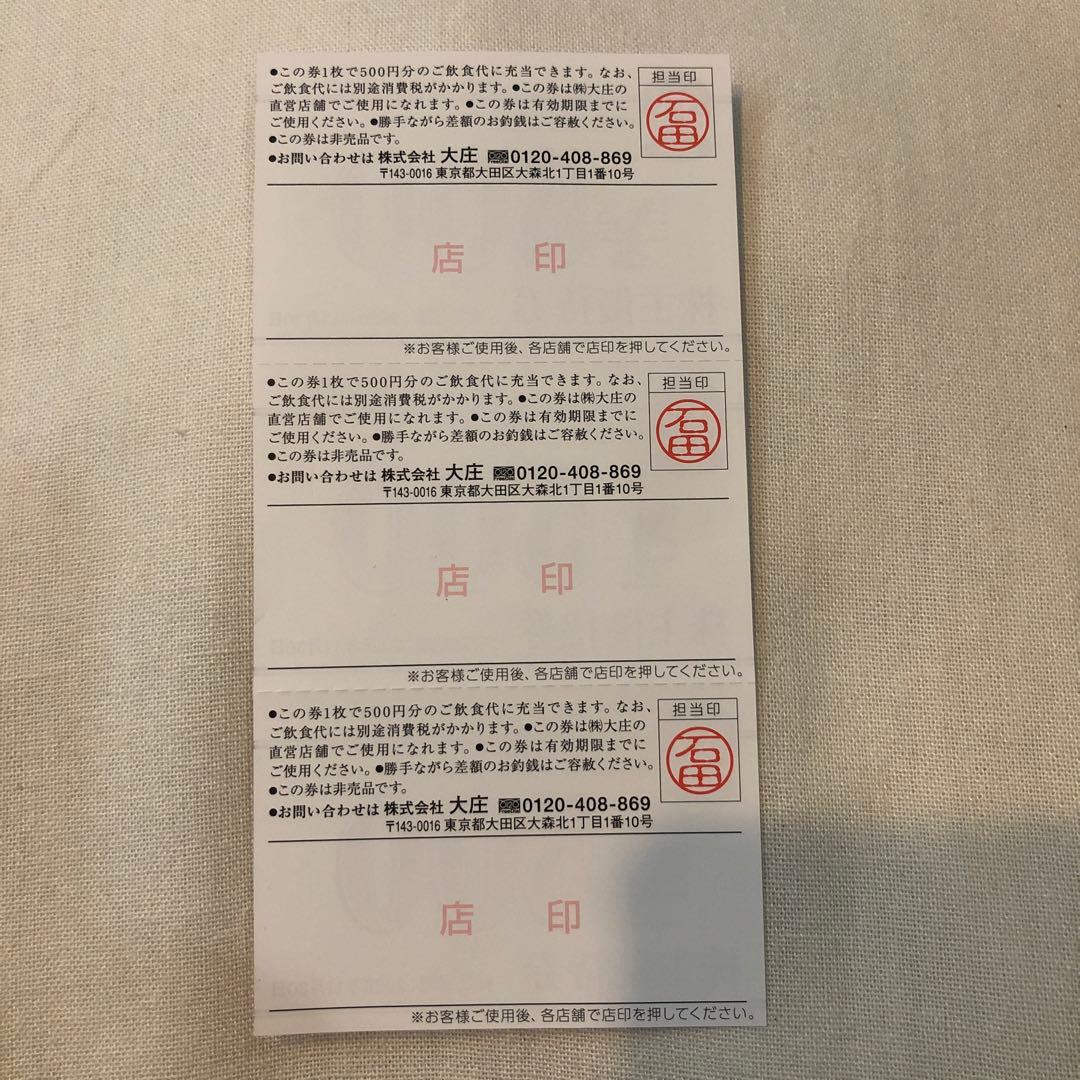 ●この券1枚で500円分のご飲食代に充当できます。なお、
ご飲食代には別途消費税がかかります。●この券は㈱大庄の
直営店舗でご使用になれます。●この券は有効期限までに
ご使用ください。●勝手ながら差額のお釣銭はご容赦ください。
●この券は非売品です。
●お問い合わせは 株式会社 大庄 0120-408-869
〒143-0016 東京都大田区大森北1丁目1番10号
担当印
石田
店 印
※お客様ご使用後、各店舗で店印を押してください。
●この券1枚で500円分のご飲食代に充当できます。なお、
ご飲食代には別途消費税がかかります。●この券は㈱大庄の
直営店舗でご使用になれます。●この券は有効期限までに
ご使用ください。●勝手ながら差額のお釣銭はご容赦ください。
●この券は非売品です。
●お問い合わせは 株式会社 大庄 0120-408-869
〒143-0016 東京都大田区大森北1丁目1番10号
担当印
石田
店 印
※お客様ご使用後、各店舗で店印を押してください。
●この券1枚で500円分のご飲食代に充当できます。なお、
ご飲食代には別途消費税がかかります。●この券は㈱大庄の
直営店舗でご使用になれます。●この券は有効期限までに
ご使用ください。●勝手ながら差額のお釣銭はご容赦ください。
●この券は非売品です。
●お問い合わせは 株式会社 大庄 0120-408-869
〒143-0016 東京都大田区大森北1丁目1番10号
担当印
石田
店 印
※お客様ご使用後、各店舗で店印を押してください。